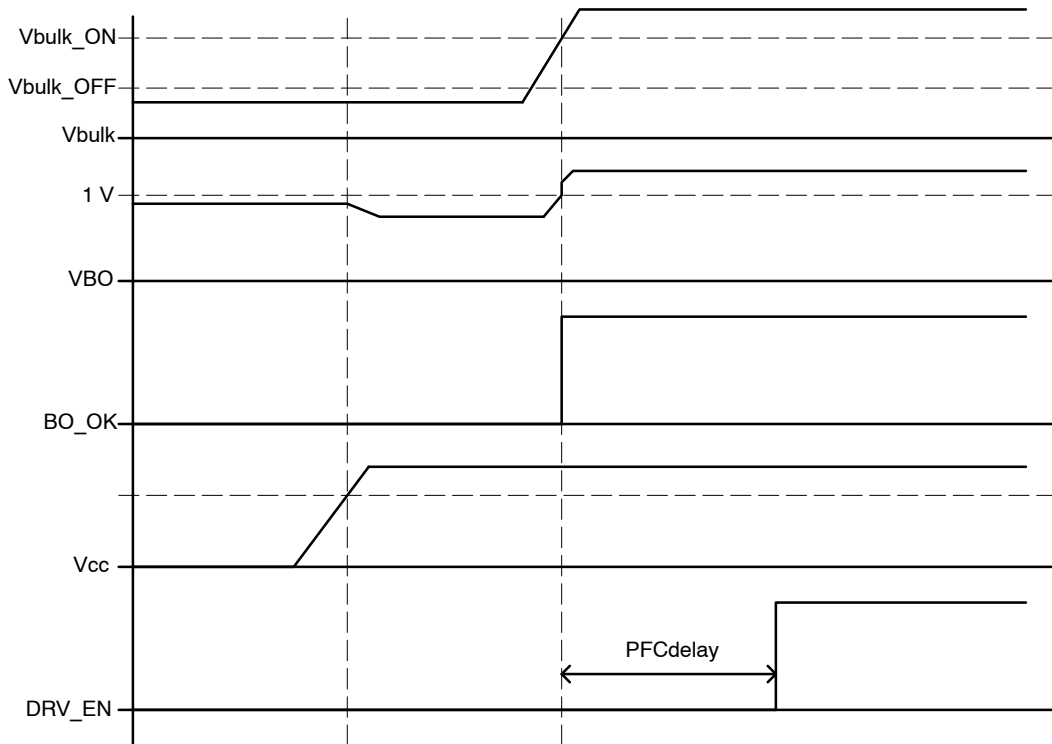 Vbulk_ON
Vbulk_OFF
Vbulk
1 V
VBO
BO_OK
Vcc
PFCdelay
DRV_EN